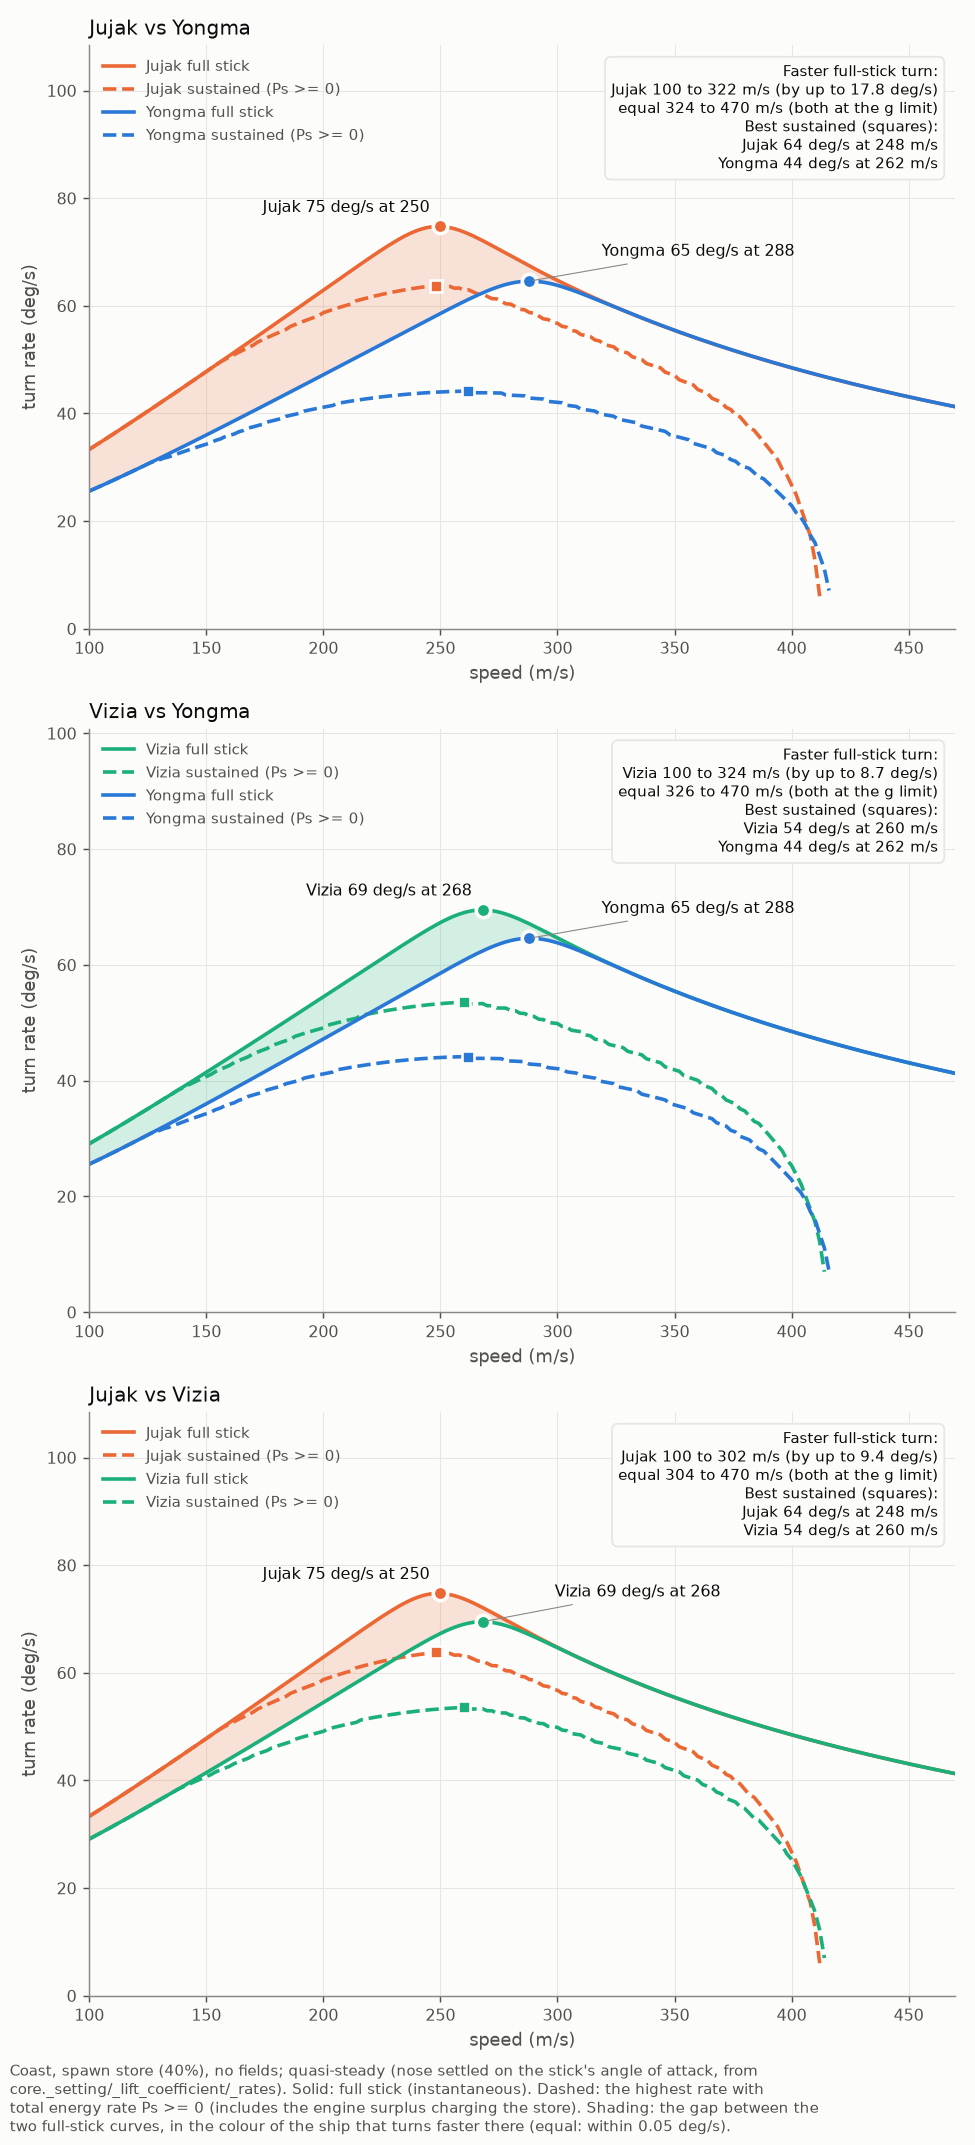 Jujak vs Yongma
Jujak full stick
Jujak sustained (Ps >= 0)
Yongma full stick
Yongma sustained (Ps >= 0)
Faster full-stick turn:
Jujak 100 to 322 m/s (by up to 17.8 deg/s)
equal 324 to 470 m/s (both at the g limit)
Best sustained (squares):
Jujak 64 deg/s at 248 m/s
Yongma 44 deg/s at 262 m/s
Jujak 75 deg/s at 250
Yongma 65 deg/s at 288
turn rate (deg/s)
100
80
60
40
20
0
100 150 200 250 300 350 400 450
speed (m/s)
Vizia vs Yongma
Vizia full stick
Vizia sustained (Ps >= 0)
Yongma full stick
Yongma sustained (Ps >= 0)
Faster full-stick turn:
Vizia 100 to 324 m/s (by up to 8.7 deg/s)
equal 326 to 470 m/s (both at the g limit)
Best sustained (squares):
Vizia 54 deg/s at 260 m/s
Yongma 44 deg/s at 262 m/s
Vizia 69 deg/s at 268
Yongma 65 deg/s at 288
turn rate (deg/s)
100
80
60
40
20
0
100 150 200 250 300 350 400 450
speed (m/s)
Jujak vs Vizia
Jujak full stick
Jujak sustained (Ps >= 0)
Vizia full stick
Vizia sustained (Ps >= 0)
Faster full-stick turn:
Jujak 100 to 302 m/s (by up to 9.4 deg/s)
equal 304 to 470 m/s (both at the g limit)
Best sustained (squares):
Jujak 64 deg/s at 248 m/s
Vizia 54 deg/s at 260 m/s
Jujak 75 deg/s at 250
Vizia 69 deg/s at 268
turn rate (deg/s)
100
80
60
40
20
0
100 150 200 250 300 350 400 450
speed (m/s)
Coast, spawn store (40%), no fields; quasi-steady (nose settled on the stick's angle of attack, from
core._setting/_lift_coefficient/_rates). Solid: full stick (instantaneous). Dashed: the highest rate with
total energy rate Ps >= 0 (includes the engine surplus charging the store). Shading: the gap between the
two full-stick curves, in the colour of the ship that turns faster there (equal: within 0.05 deg/s).